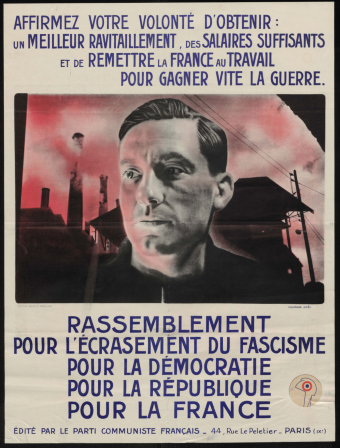 AFFIRMEZ VOTRE VOLONTÉ D'OBTENIR :
UN MEILLEUR RAVITAILLEMENT, DES SALAIRES SUFFISANTS
ET DE REMETTRE LA FRANCE AU TRAVAIL
POUR GAGNER VITE LA GUERRE.
RASSEMBLEMENT
POUR L'ÉCRASEMENT DU FASCISME
POUR LA DÉMOCRATIE
POUR LA RÉPUBLIQUE
POUR LA FRANCE
ÉDITÉ PAR LE PARTI COMMUNISTE FRANÇAIS _ 44, Rue Le Peletier _ PARIS (IXe)